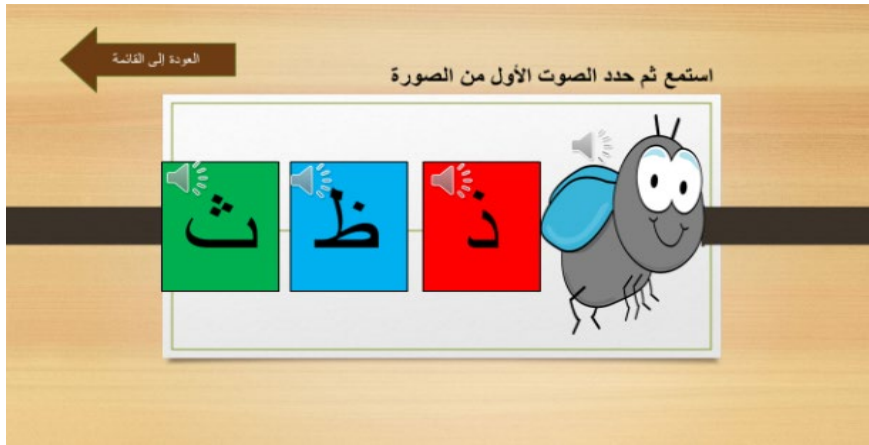 العودة إلى القائمة
استمع ثم حدد الصوت الأول من الصورة
ذ ظ ث